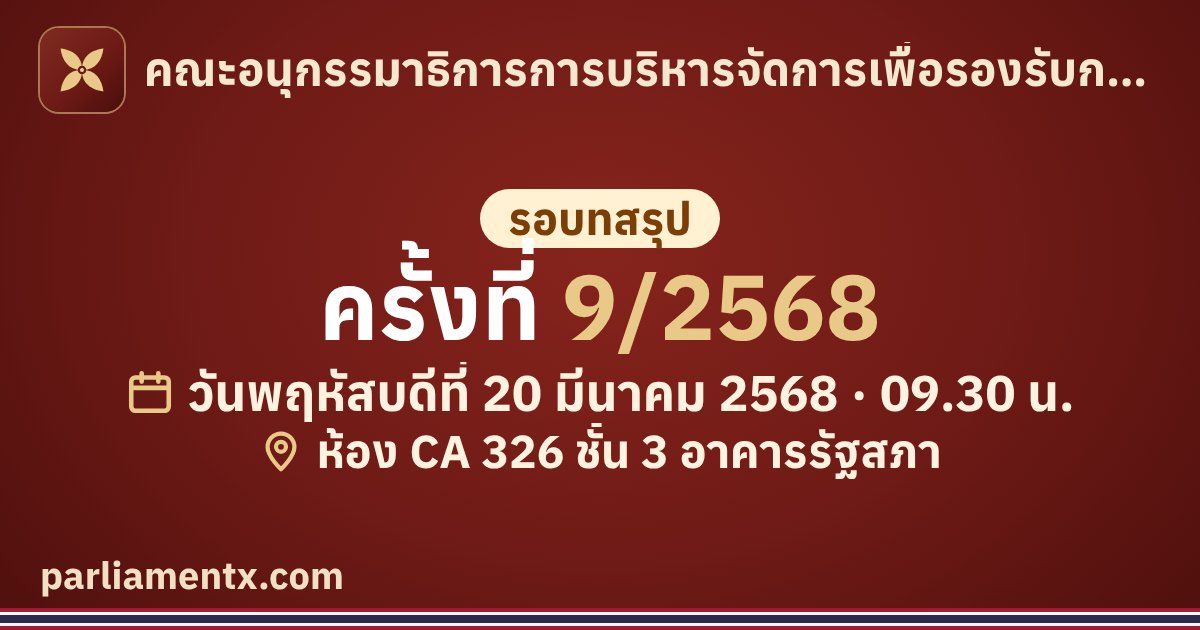 คณะอนุกรรมาธิการการบริหารจัดการเพื่อรองรับก...
รอบทสรุป
ครั้งที่ 9/2568
วันพฤหัสบดีที่ 20 มีนาคม 2568 · 09.30 น.
ห้อง CA 326 ชั้น 3 อาคารรัฐสภา
parliamentx.com